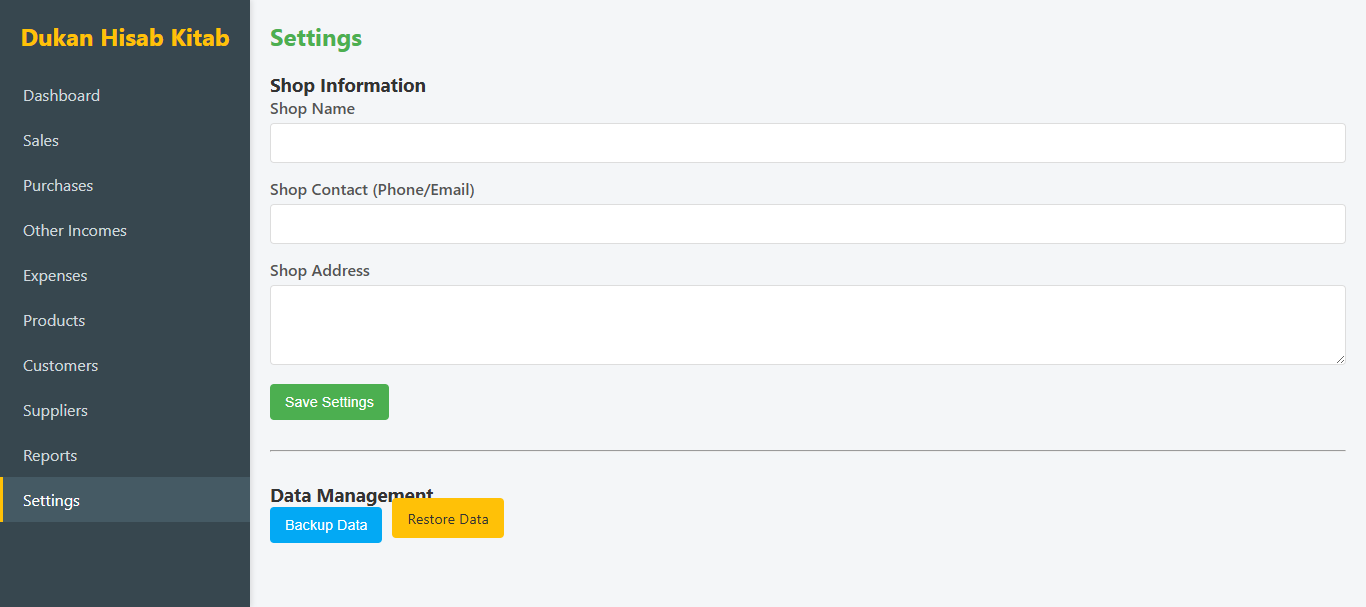 Dukan Hisab Kitab
Dashboard
Sales
Purchases
Other Incomes
Expenses
Products
Customers
Suppliers
Reports
Settings
Settings
Shop Information
Shop Name
Shop Contact (Phone/Email)
Shop Address
Save Settings
Data Management
Backup Data
Restore Data